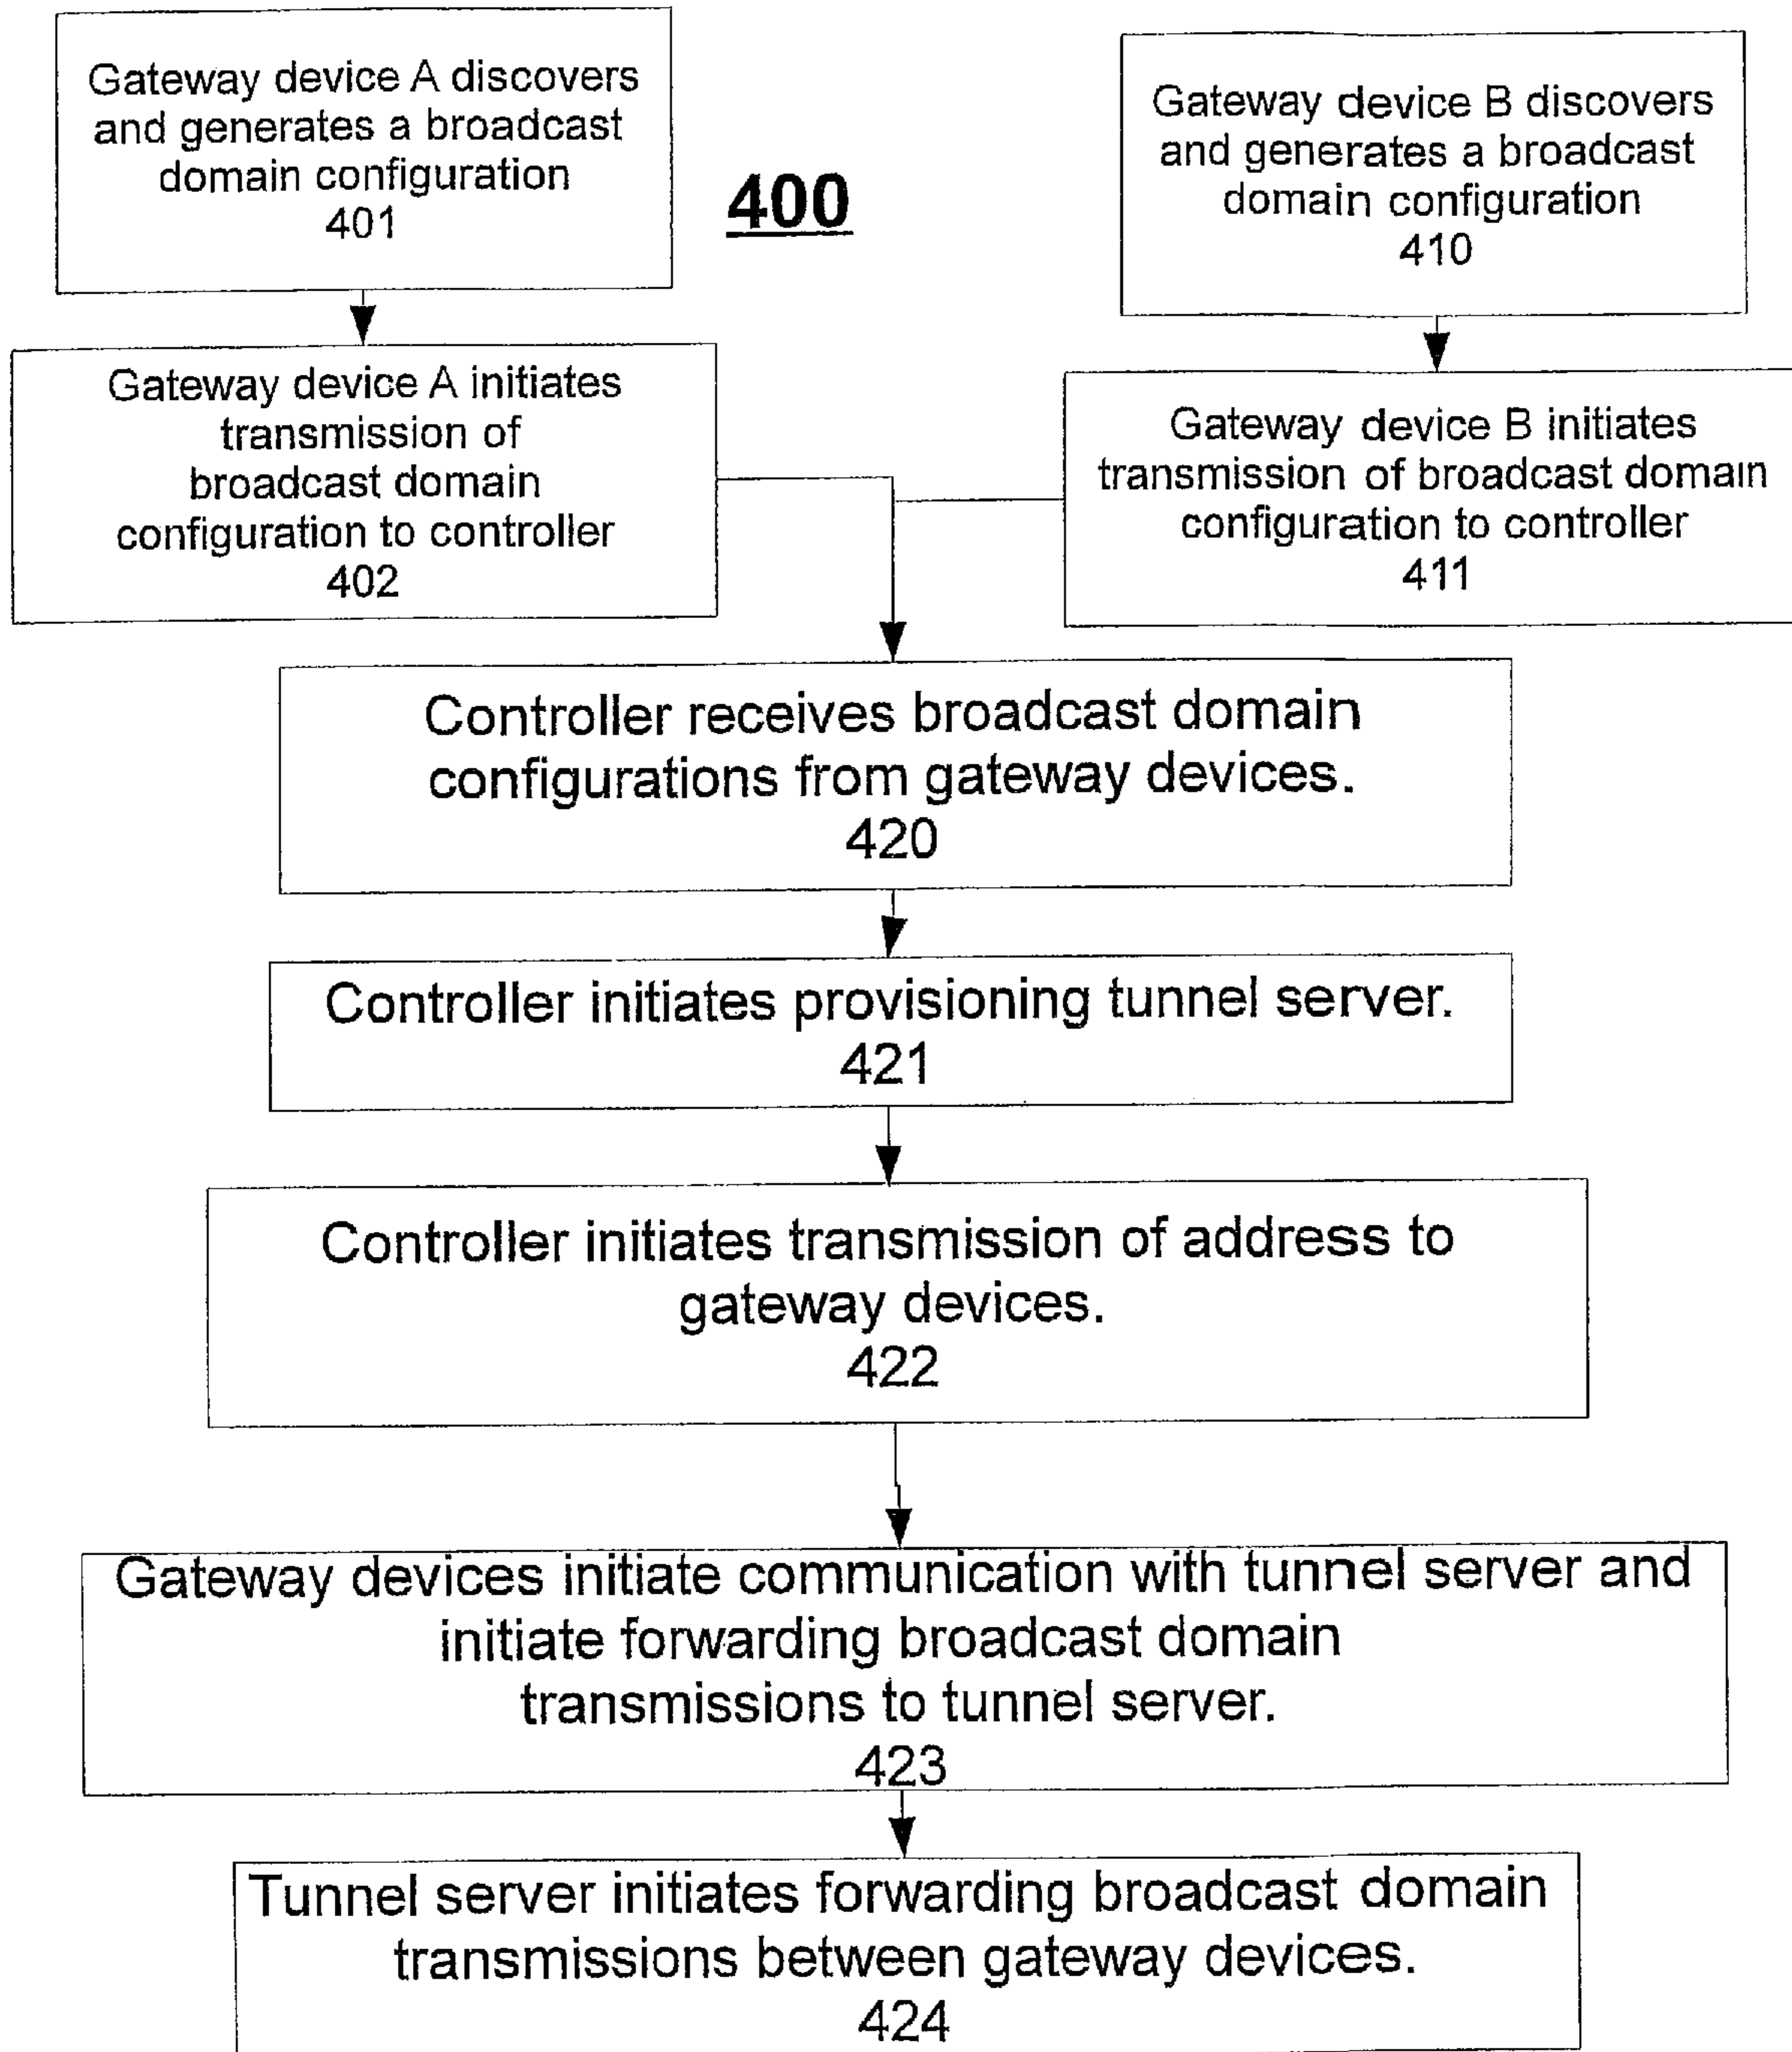 Gateway device A discovers
and generates a broadcast
domain configuration
401
400
Gateway device B discovers
and generates a broadcast
domain configuration
410
Gateway device A initiates
transmission of
broadcast domain
configuration to controller
402
Gateway device B initiates
transmission of broadcast domain
configuration to controller
411
Controller receives broadcast domain
configurations from gateway devices.
420
Controller initiates provisioning tunnel server.
421
Controller initiates transmission of address to
gateway devices.
422
Gateway devices initiate communication with tunnel server and
initiate forwarding broadcast domain
transmissions to tunnel server.
423
Tunnel server initiates forwarding broadcast domain
transmissions between gateway devices.
424